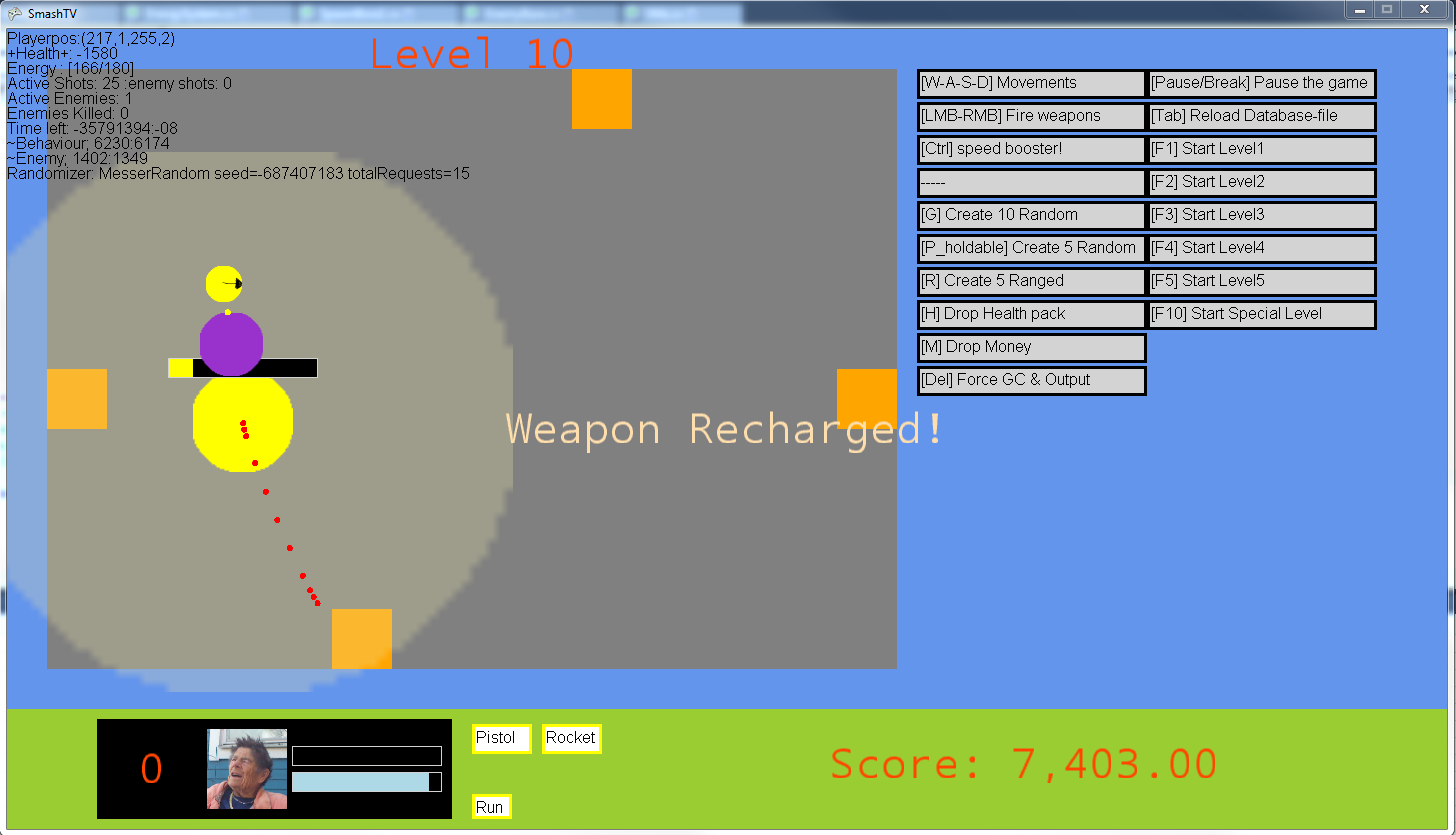 SmashTV
Playerpos:(217,1,255,2)
+Health+: -1580
Energy : [166/180]
Active Shots: 25 :enemy shots: 0
Active Enemies: 1
Enemies Killed: 0
Time left: -35791394:-08
~Behaviour; 6230:6174
~Enemy; 1402:1349
Randomizer: MesserRandom seed=-687407183 totalRequests=15
Level 10
[W-A-S-D] Movements
[Pause/Break] Pause the game
[LMB-RMB] Fire weapons
[Tab] Reload Database-file
[Ctrl] speed booster!
[F1] Start Level1
-----
[F2] Start Level2
[G] Create 10 Random
[F3] Start Level3
[P_holdable] Create 5 Random
[F4] Start Level4
[R] Create 5 Ranged
[F5] Start Level5
[H] Drop Health pack
[F10] Start Special Level
[M] Drop Money
[Del] Force GC & Output
Weapon Recharged!
0
Pistol
Rocket
Run
Score: 7,403.00